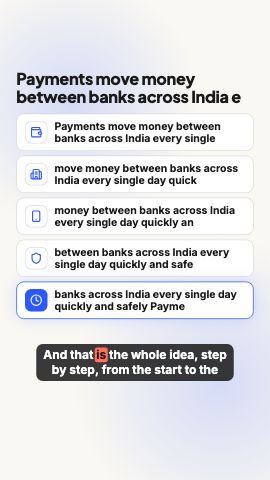 Payments move money
between banks across India e
Payments move money between
banks across India every single
move money between banks across
India every single day quick
money between banks across India
every single day quickly an
between banks across India every
single day quickly and safe
banks across India every single day
quickly and safely Payme
And that is the whole idea, step
by step, from the start to the